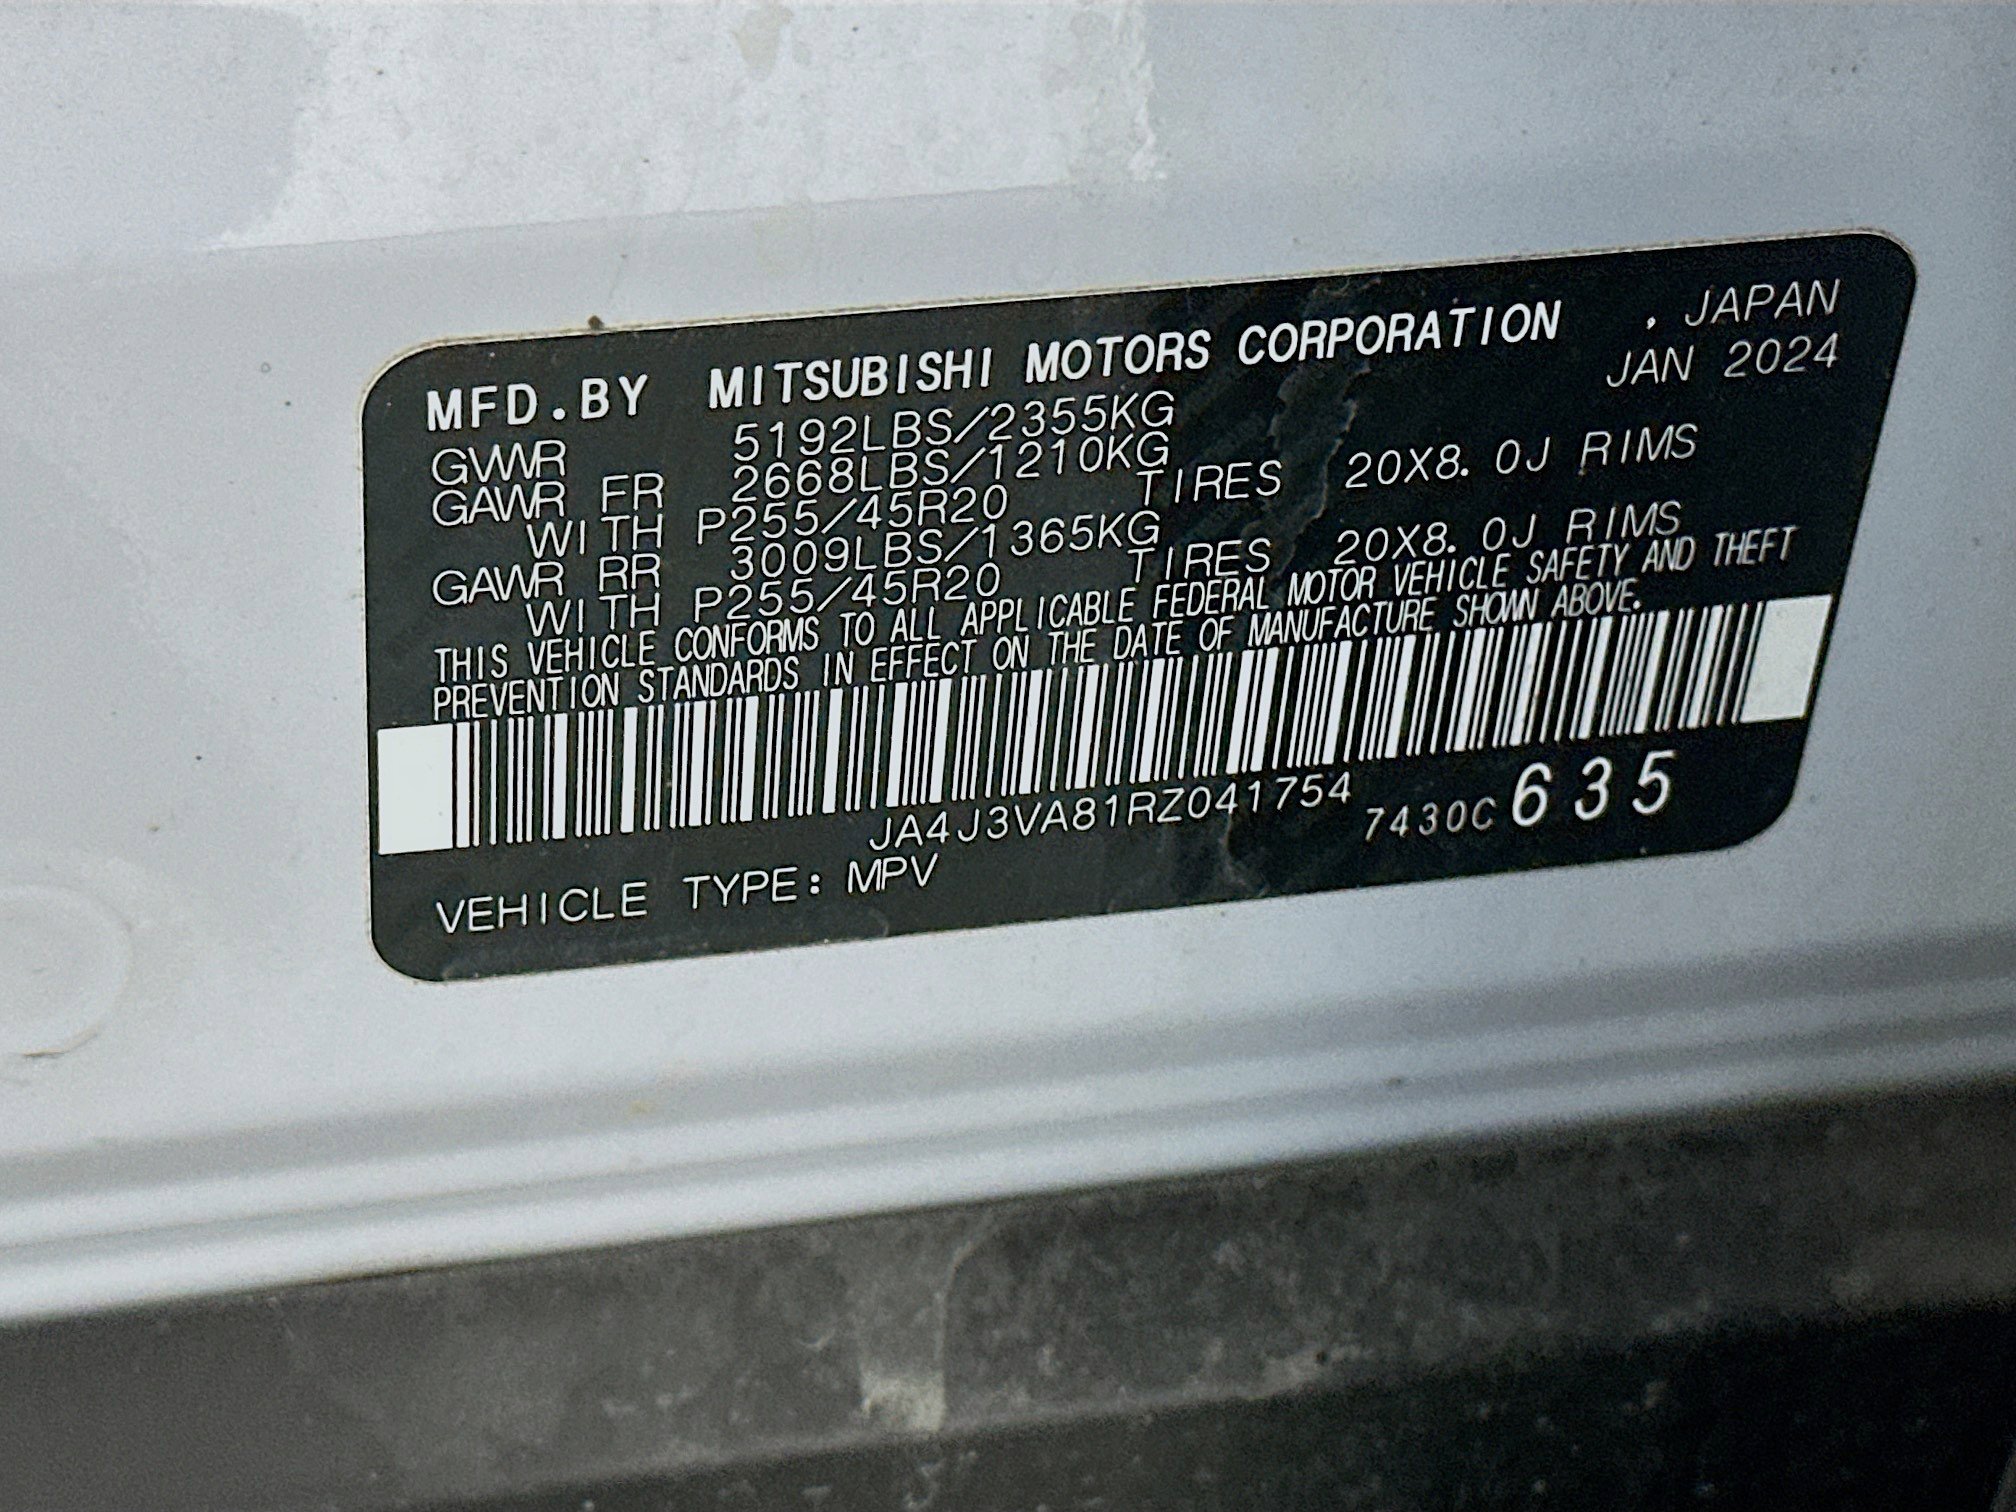 MFD.BY MITSUBISHI MOTORS CORPORATION , JAPAN
JAN 2024
GVWR 5192LBS/2355KG
GAWR FR 2668LBS/1210KG
WITH P255/45R20 TIRES 20X8.0J RIMS
GAWR RR 3009LBS/1365KG
WITH P255/45R20 TIRES 20X8.0J RIMS
THIS VEHICLE CONFORMS TO ALL APPLICABLE FEDERAL MOTOR VEHICLE SAFETY AND THEFT
PREVENTION STANDARDS IN EFFECT ON THE DATE OF MANUFACTURE SHOWN ABOVE.
JA4J3VA81RZ041754 7430C 635
VEHICLE TYPE: MPV